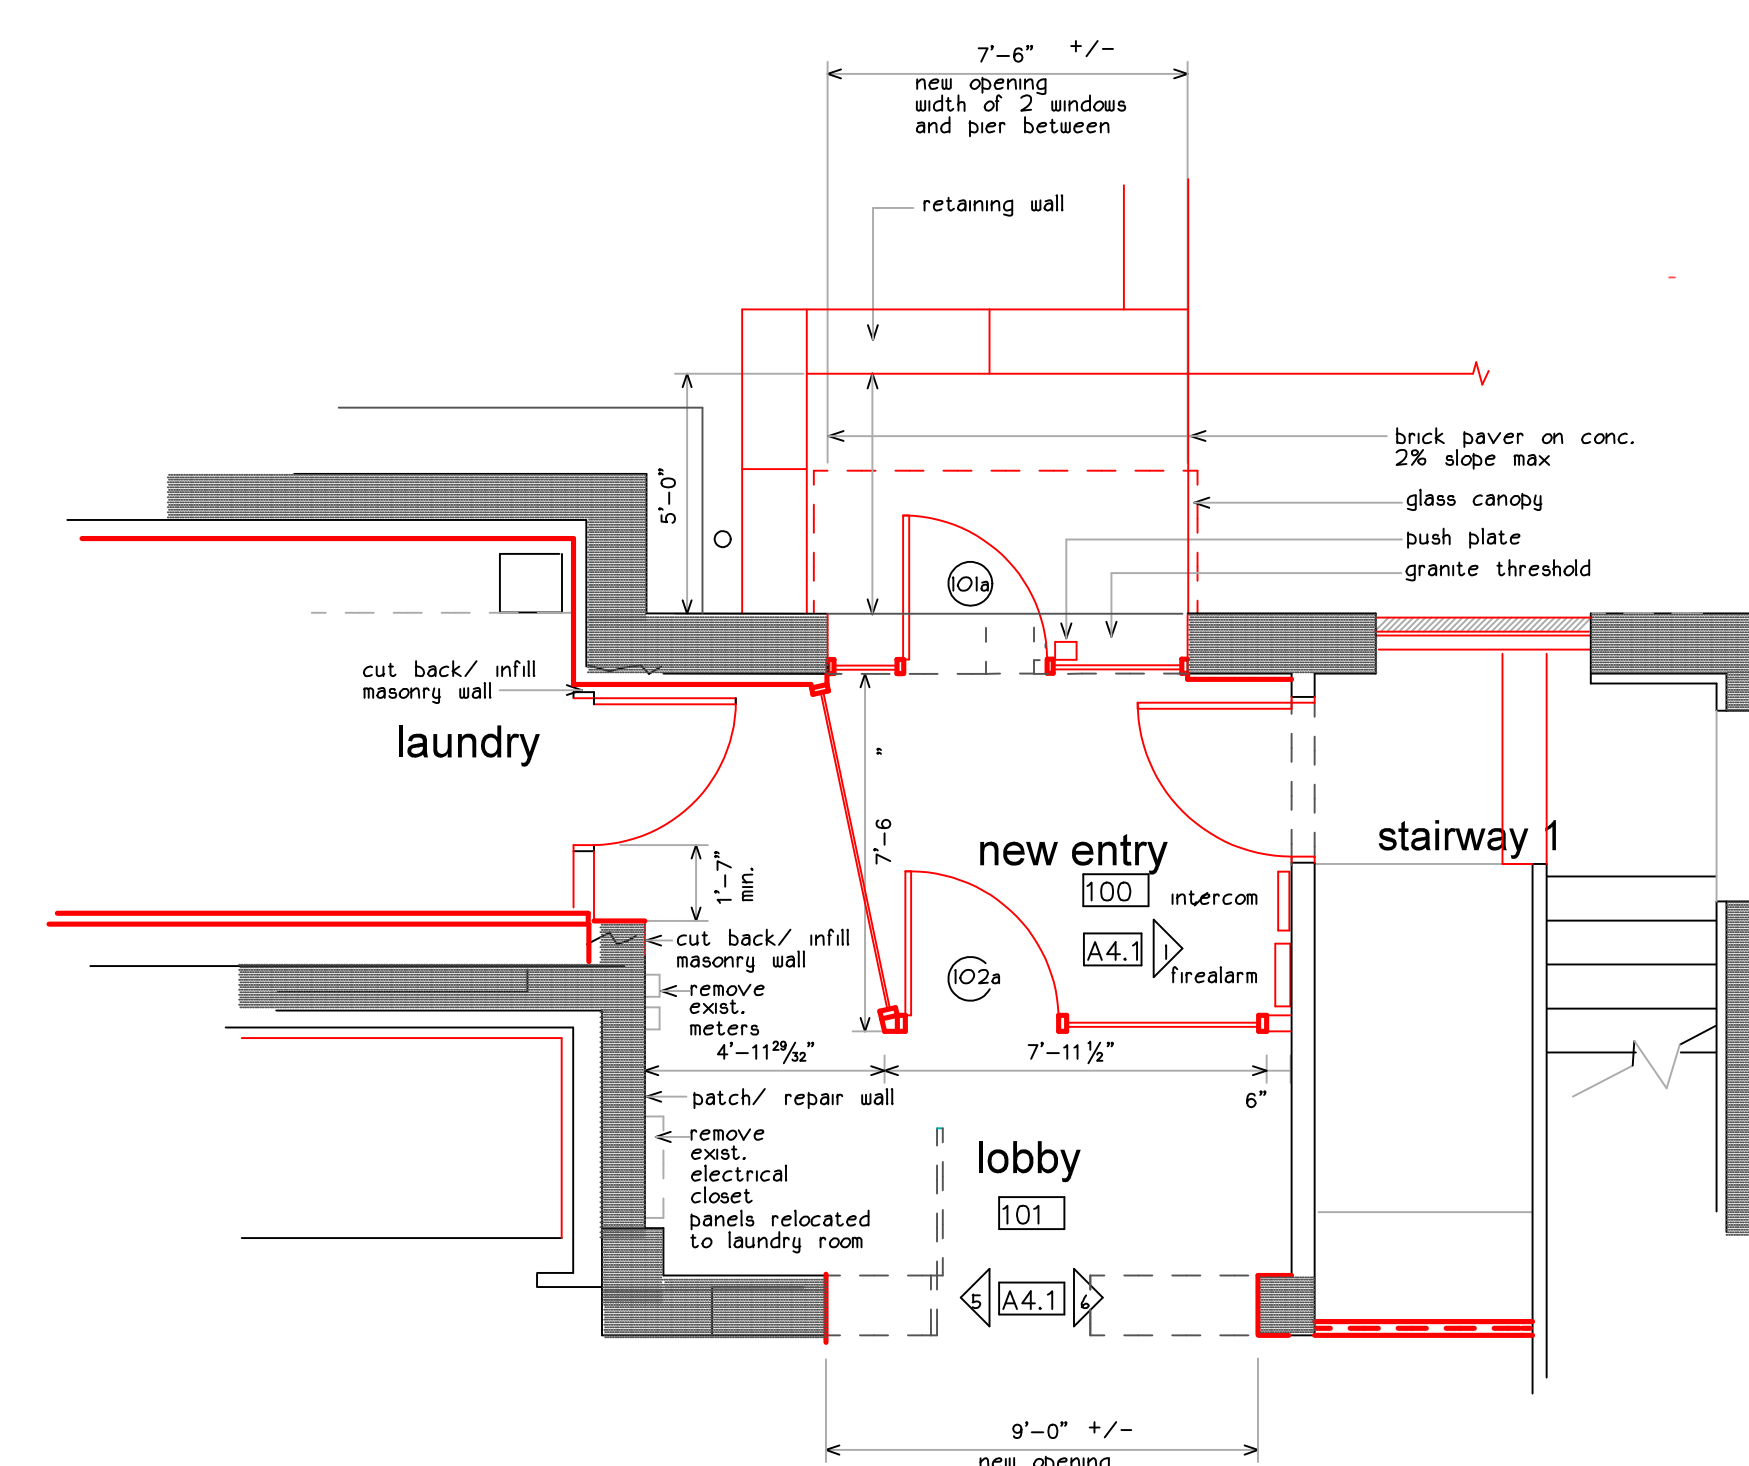 7'-6" +/-
new opening
width of 2 windows
and pier between
retaining wall
brick paver on conc.
2% slope max
5'-0"
glass canopy
push plate
granite threshold
101a
cut back/ infill
masonry wall
laundry
7'-6 "
new entry
stairway 1
100
intercom
1'-7"
min.
A4.1
1
firealarm
cut back/ infill
masonry wall
102a
remove
exist.
meters
4'-11 29/32"
7'-11 1/2"
6"
patch/ repair wall
remove
exist.
electrical
closet
panels relocated
to laundry room
lobby
101
5
A4.1
6
9'-0" +/-
new opening